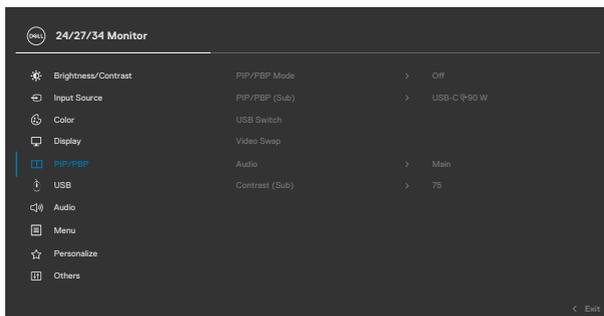 DELL 24/27/34 Monitor
Brightness/Contrast PIP/PBP Mode > Off
Input Source PIP/PBP (Sub) > USB-C 90 W
Color USB Switch
Display Video Swap
PIP/PBP Audio > Main
USB Contrast (Sub) > 75
Audio
Menu
Personalize
Others
< Exit